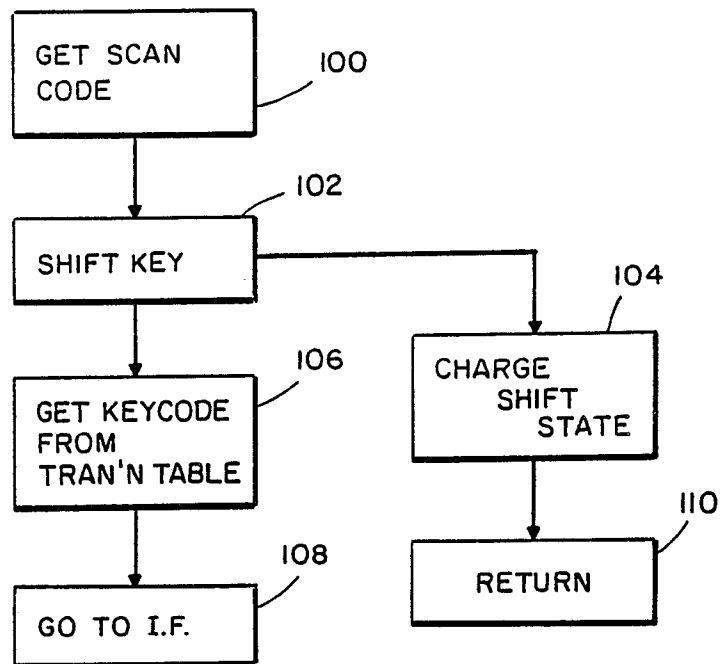 GET SCAN
CODE
100
102
SHIFT KEY
104
CHARGE
SHIFT
STATE
106
GET KEYCODE
FROM
TRAN'N TABLE
110
RETURN
108
GO TO I.F.